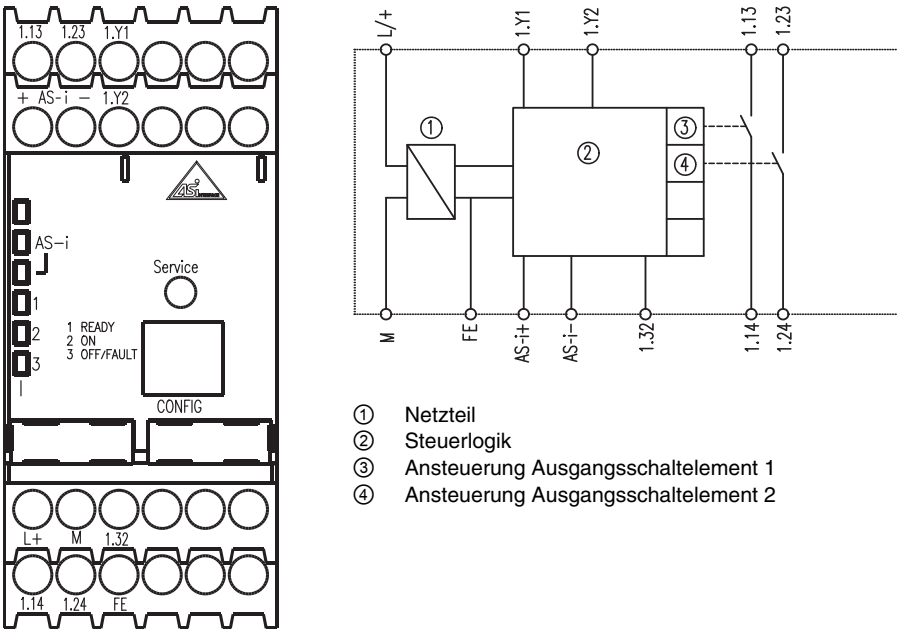 1.13 1.23 1.Y1
+ AS-i - 1.Y2
ASi INTERFACE
AS-i
Service
1
2
3
1 READY
2 ON
3 OFF/FAULT
CONFIG
L+ M 1.32
1.14 1.24 FE
L/+ 1.Y1 1.Y2 1.13 1.23
1
2
3
4
M FE AS-i+ AS-i- 1.32 1.14 1.24
① Netzteil
② Steuerlogik
③ Ansteuerung Ausgangsschaltelement 1
④ Ansteuerung Ausgangsschaltelement 2